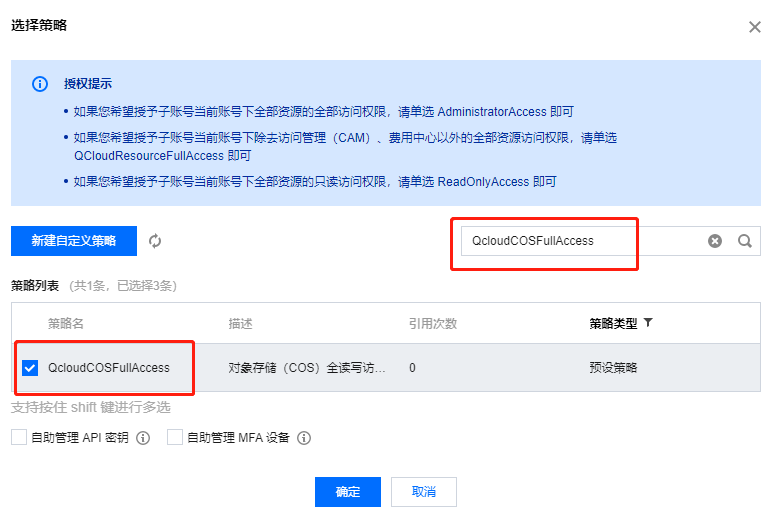 选择策略
授权提示
如果您希望授予子账号当前账号下全部资源的全部访问权限，请单选 AdministratorAccess 即可
如果您希望授予子账号当前账号下除去访问管理（CAM）、费用中心以外的全部资源访问权限，请单选
QCloudResourceFullAccess 即可
如果您希望授予子账号当前账号下全部资源的只读访问权限，请单选 ReadOnlyAccess 即可
新建自定义策略
QcloudCOSFullAccess
策略列表（共1条，已选择3条）
策略名 描述 引用次数 策略类型
QcloudCOSFullAccess 对象存储（COS）全读写访... 0 预设策略
支持按住 shift 键进行多选
自助管理 API 密钥 自助管理 MFA 设备
确定 取消